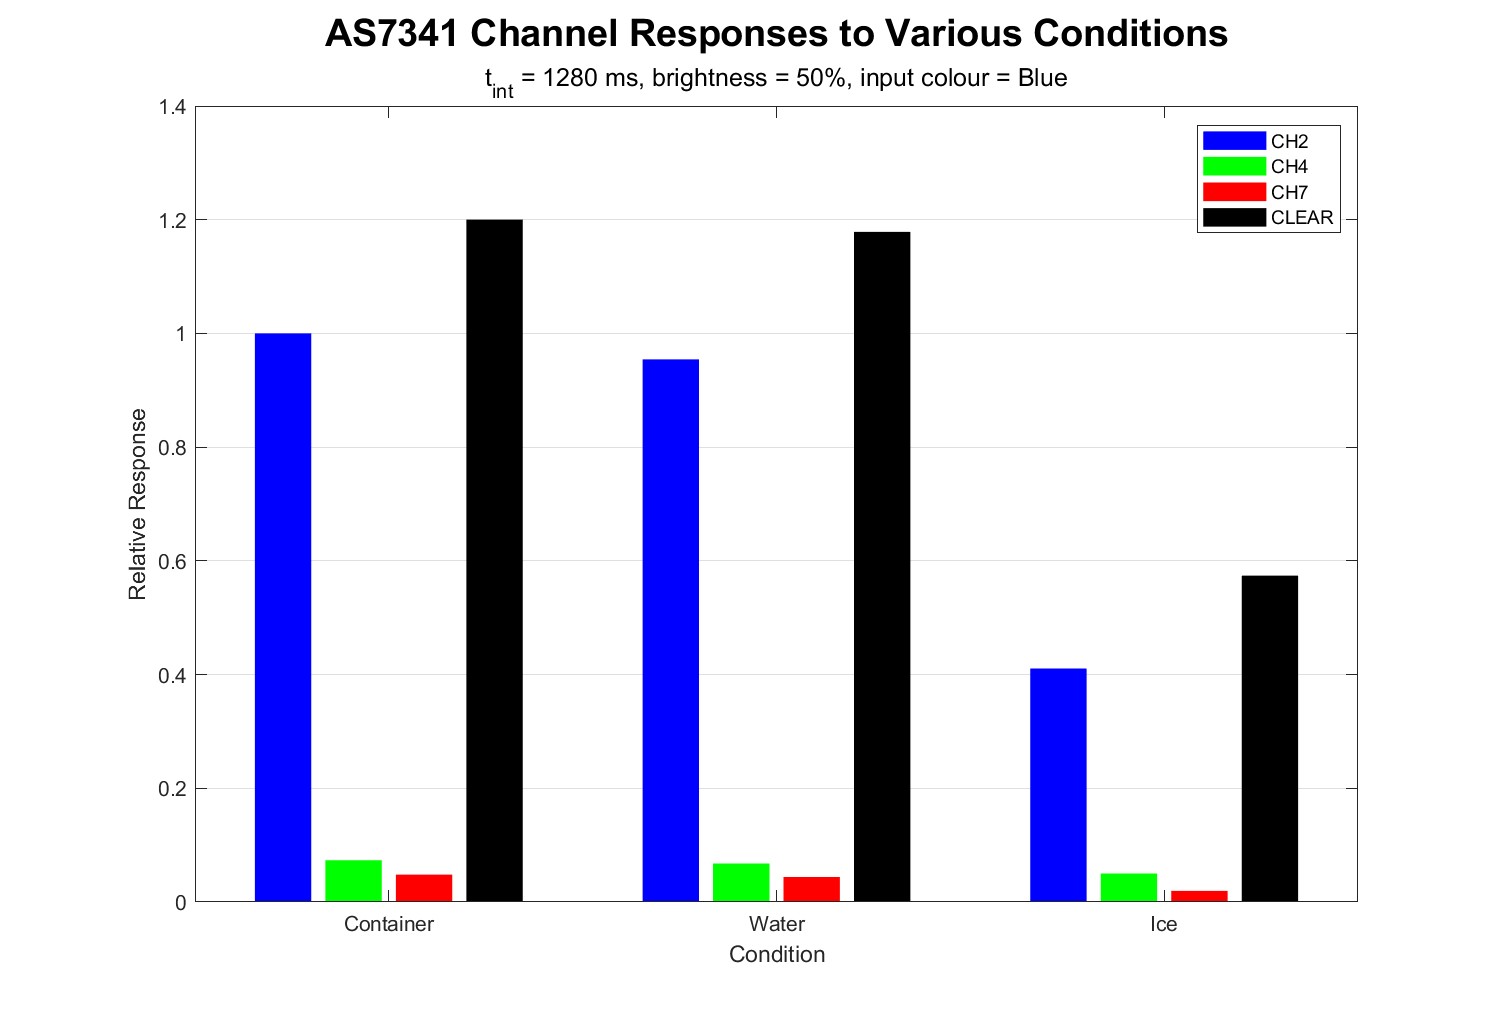 AS7341 Channel Responses to Various Conditions
t_int = 1280 ms, brightness = 50%, input colour = Blue
1.4
1.2
1
0.8
0.6
0.4
0.2
0
Relative Response
CH2
CH4
CH7
CLEAR
Container Water Ice
Condition